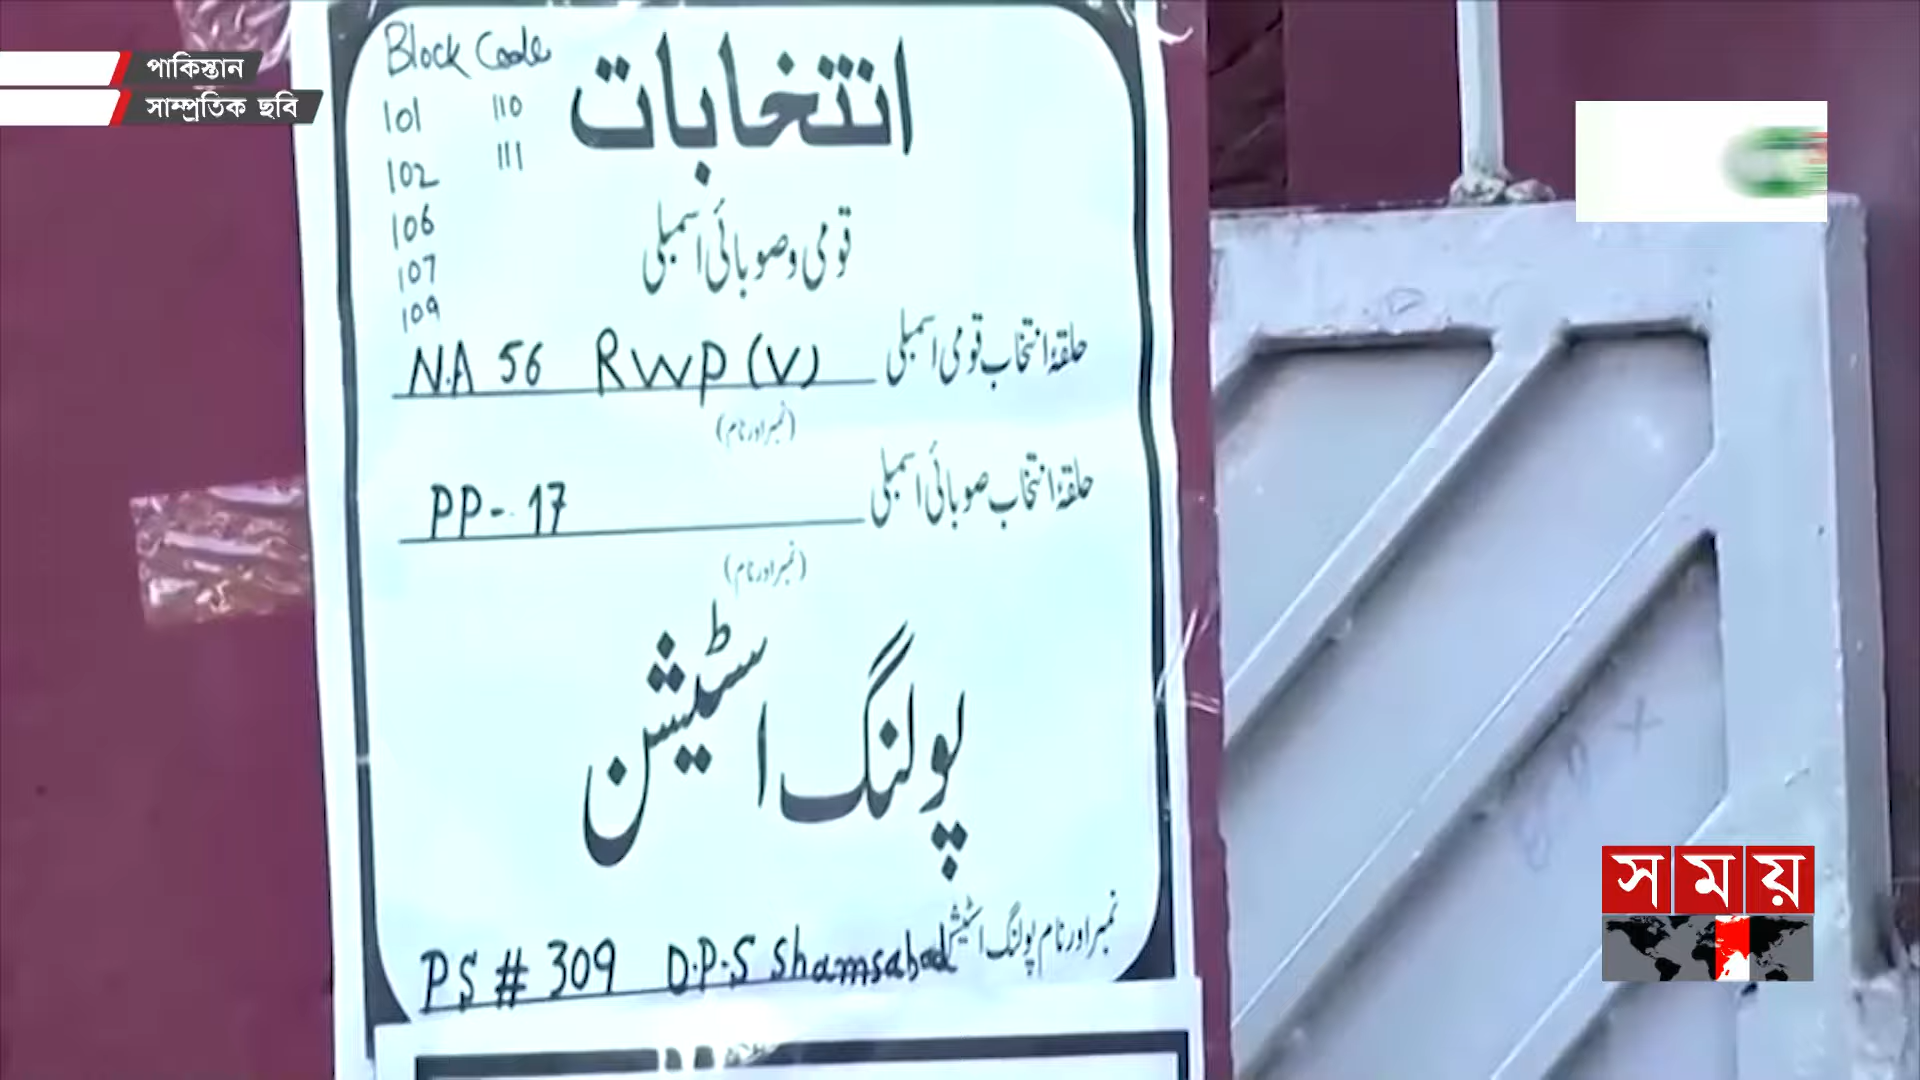 পাকিস্তান
সাম্প্রতিক ছবি
Block Code
101 110
102 111
106
107
109
انتخابات
قومی وصوبائی اسمبلی
حلقۂ انتخاب قومی اسمبلی NA 56 RWP (V)
(نمبر اور نام)
حلقۂ انتخاب صوبائی اسمبلی PP-17
(نمبر اور نام)
پولنگ اسٹیشن
نمبر اور نام پولنگ اسٹیشن PS # 309 D.P.S Shamsabad
সময়